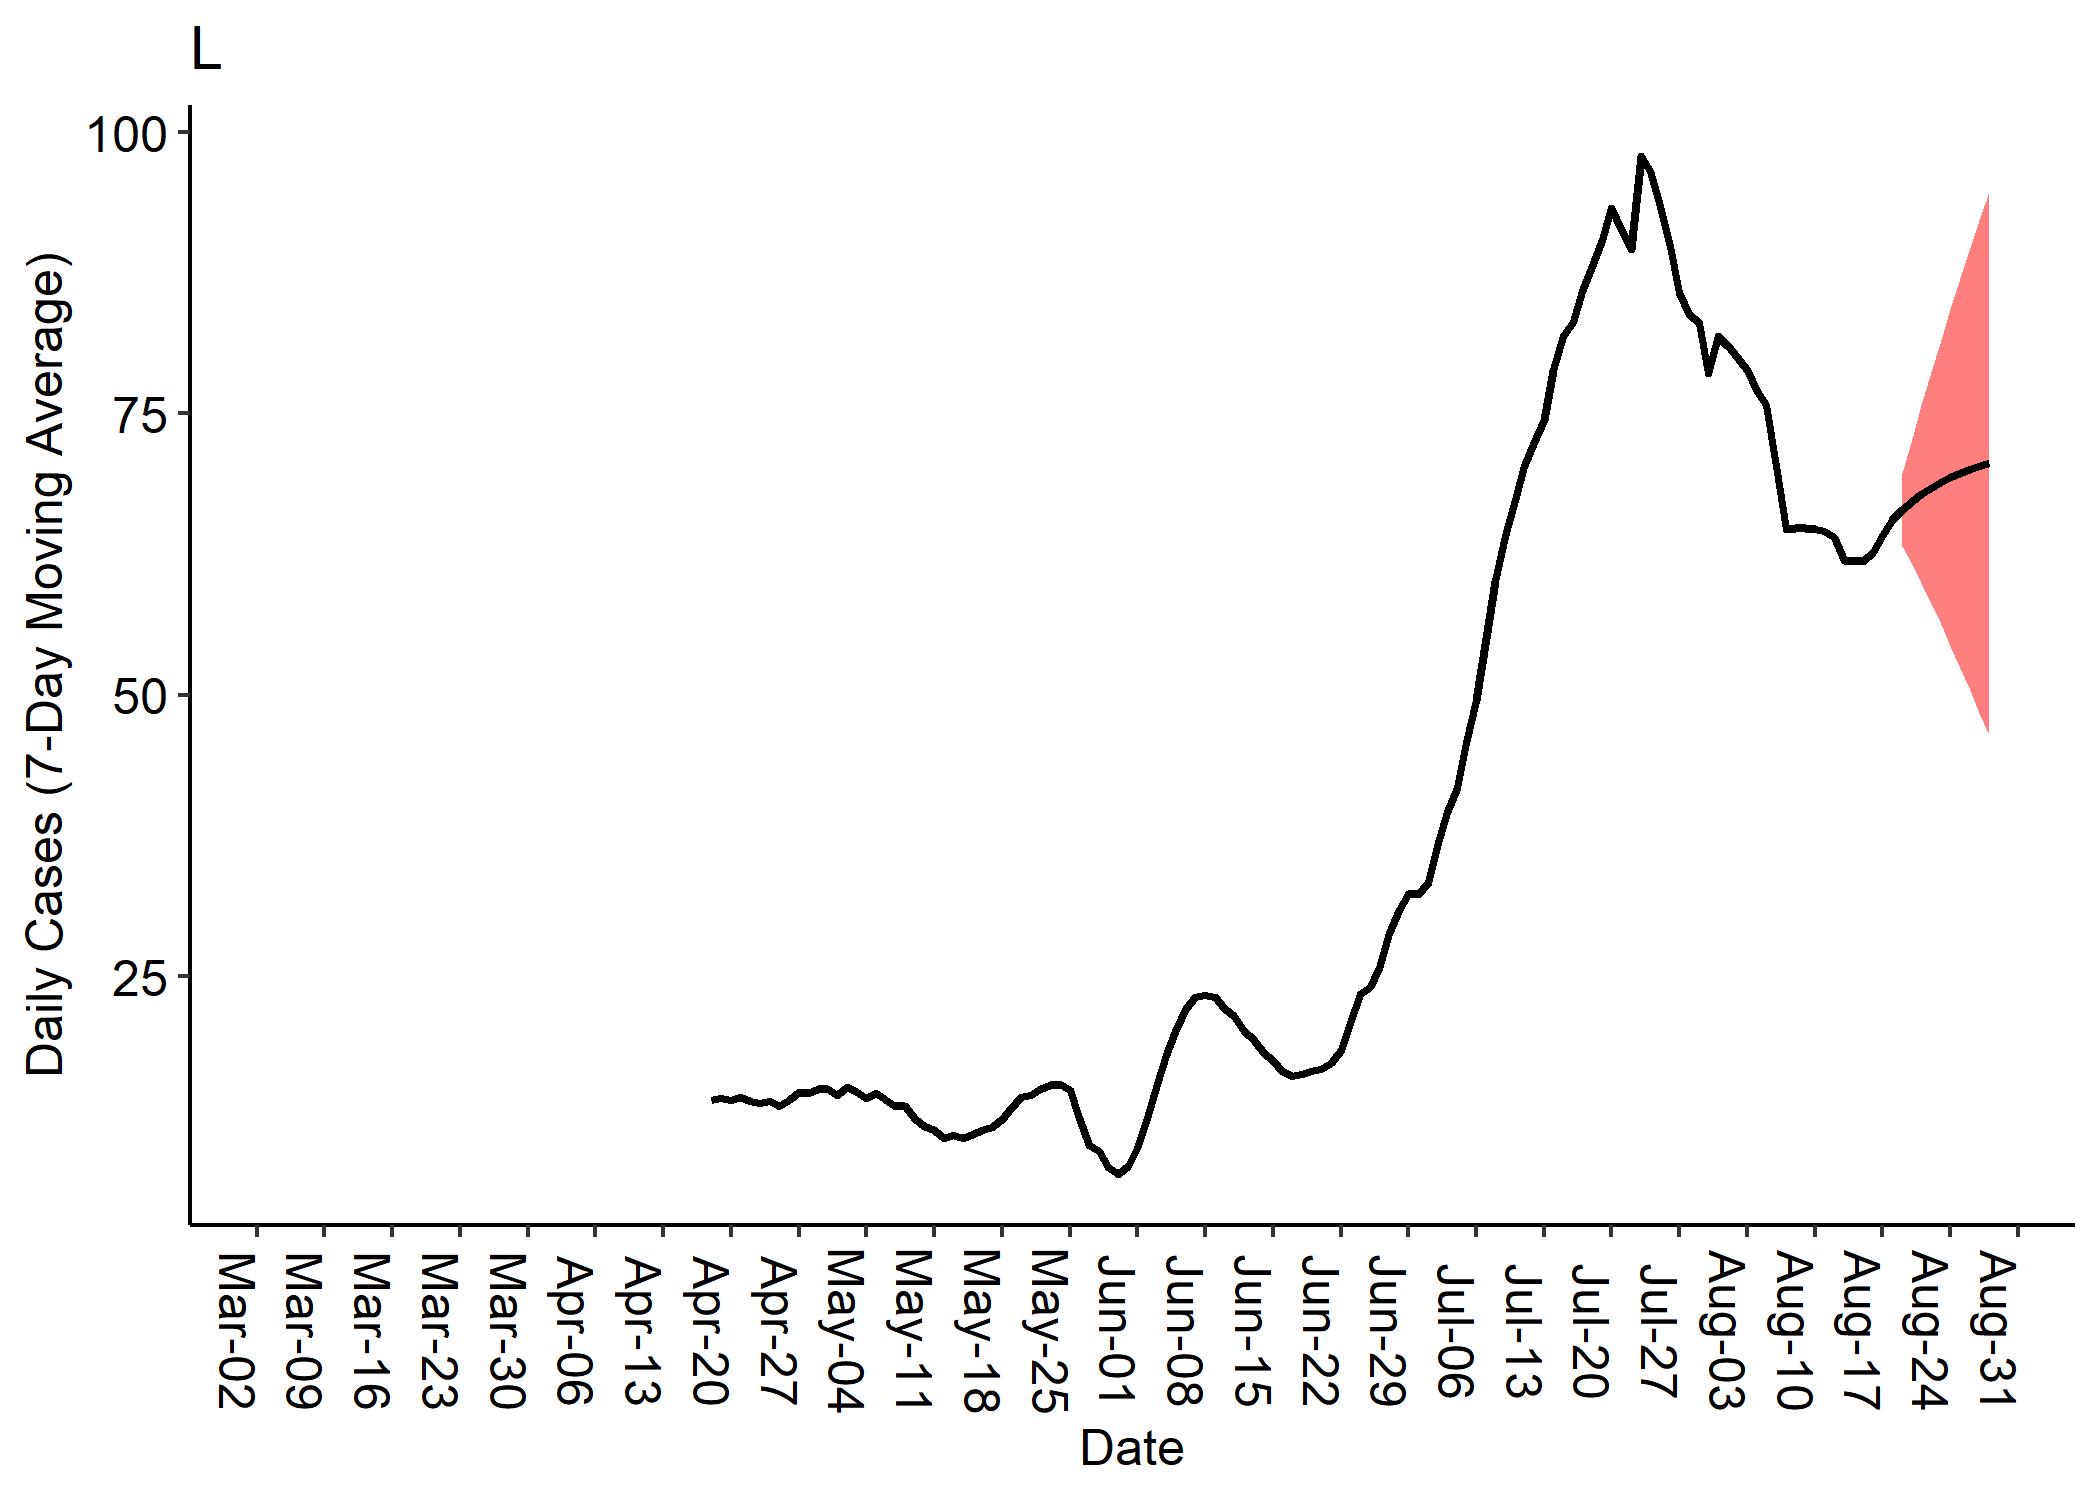 L
Daily Cases (7-Day Moving Average)
100
75
50
25
Mar-02
Mar-09
Mar-16
Mar-23
Mar-30
Apr-06
Apr-13
Apr-20
Apr-27
May-04
May-11
May-18
May-25
Jun-01
Jun-08
Jun-15
Jun-22
Jun-29
Jul-06
Jul-13
Jul-20
Jul-27
Aug-03
Aug-10
Aug-17
Aug-24
Aug-31
Date